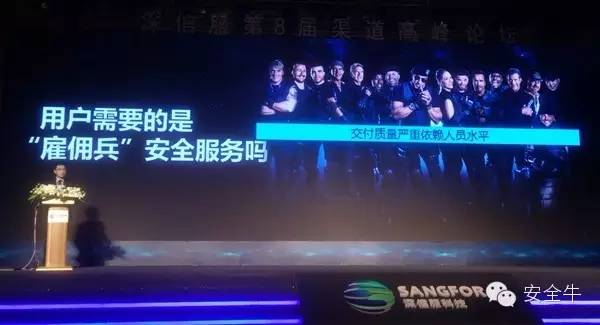 深信服第8届渠道高峰论坛
用户需要的是
“雇佣兵”安全服务吗
交付质量严重依赖人员水平
SANGFOR
深信服科技
安全牛